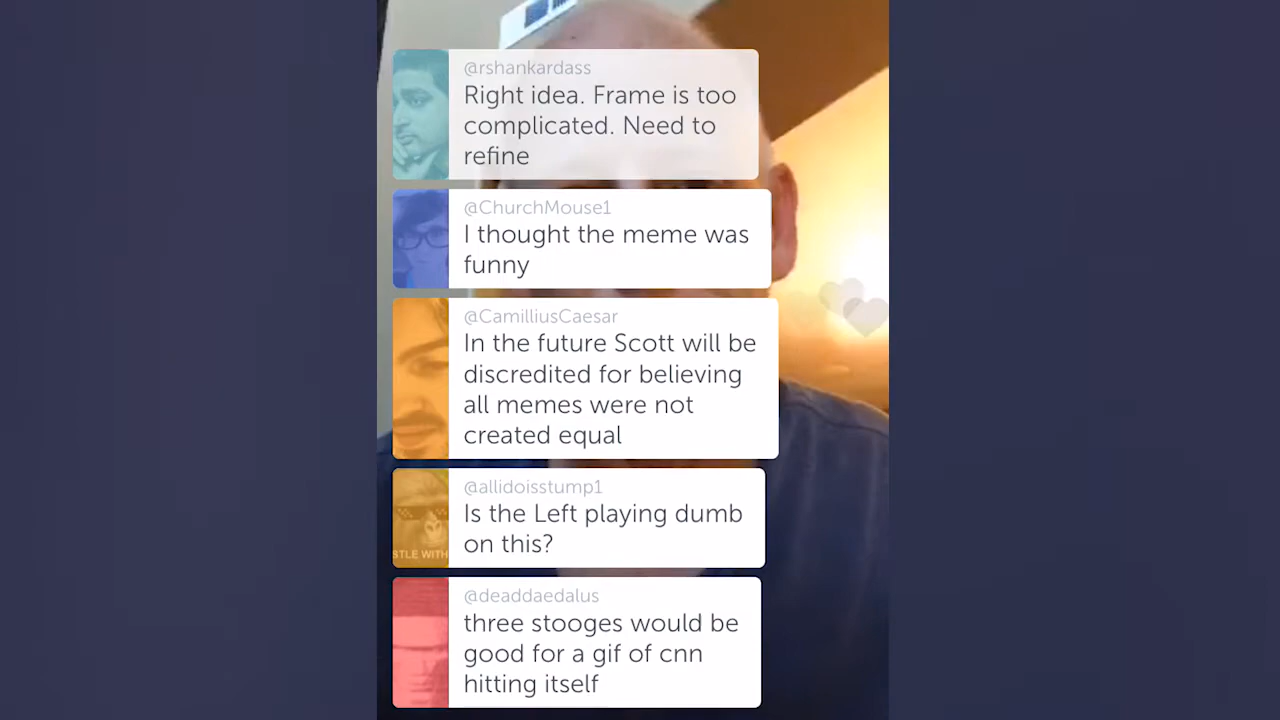 @rshankardass
Right idea. Frame is too
complicated. Need to
refine
@ChurchMouse1
I thought the meme was
funny
@CamilliusCaesar
In the future Scott will be
discredited for believing
all memes were not
created equal
@allidoisstump1
Is the Left playing dumb
on this?
STLE WITH
@deaddaedalus
three stooges would be
good for a gif of cnn
hitting itself